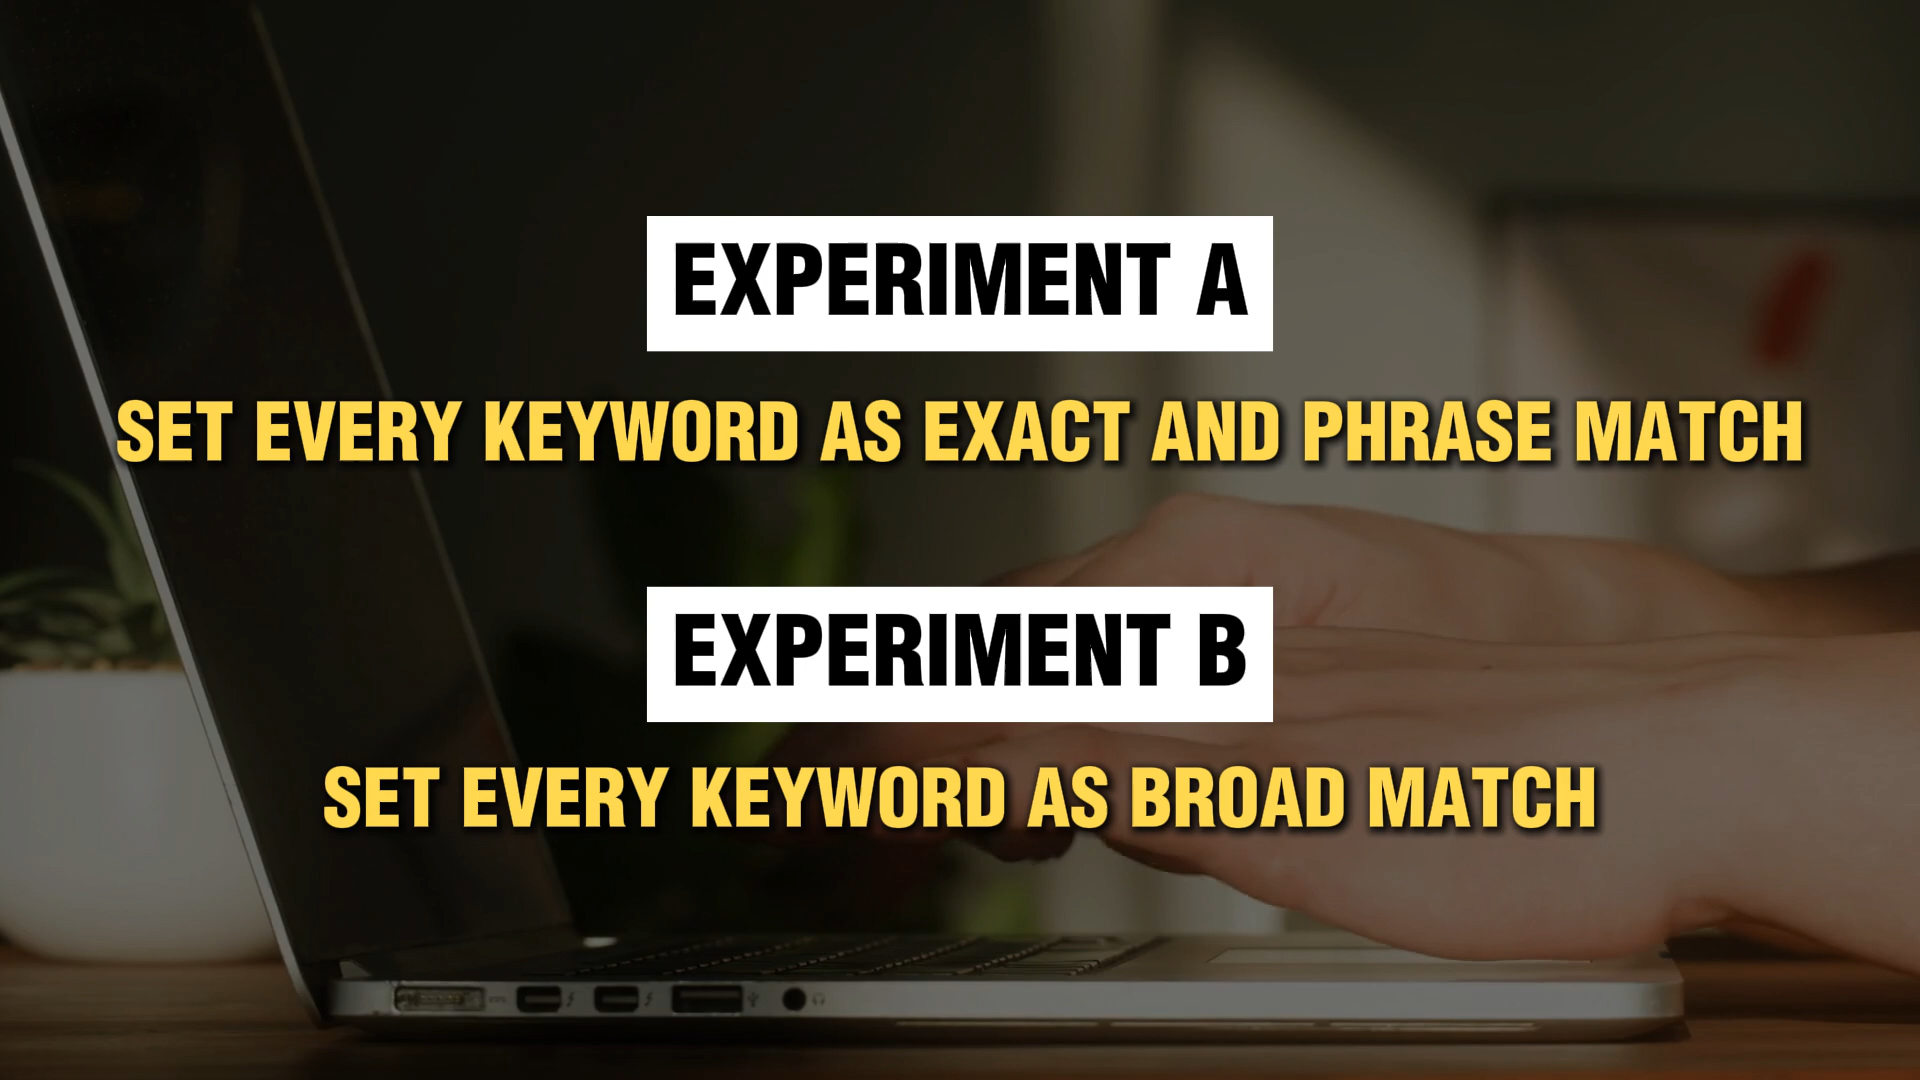 EXPERIMENT A
SET EVERY KEYWORD AS EXACT AND PHRASE MATCH
EXPERIMENT B
SET EVERY KEYWORD AS BROAD MATCH